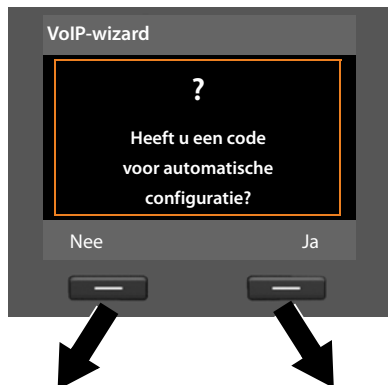 VoIP-wizard
?
Heeft u een code
voor automatische
configuratie?
Nee Ja